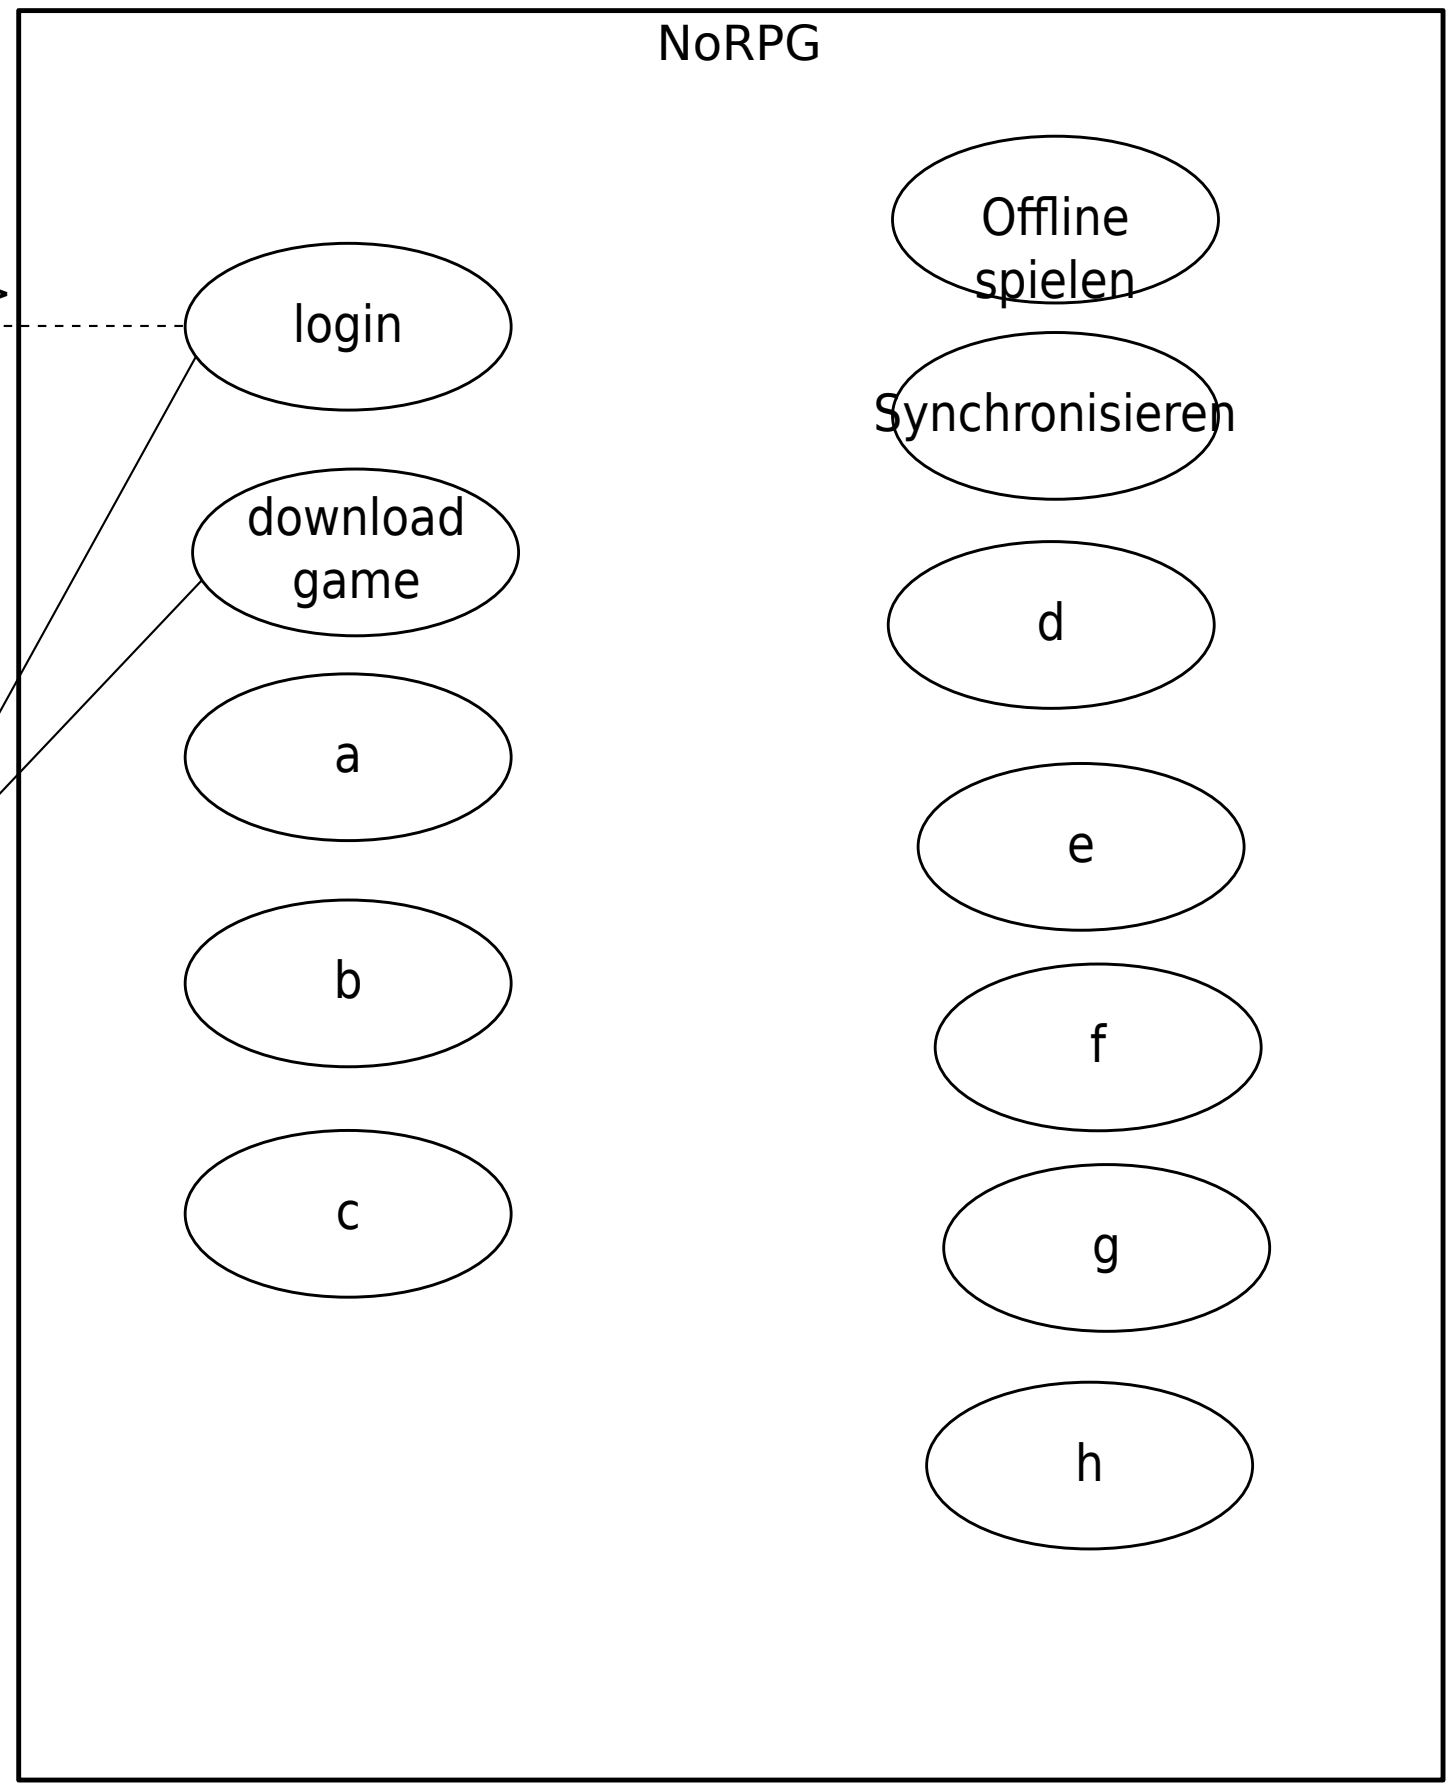 NoRPG
login
download
game
a
b
c
Offline
spielen
Synchronisieren
d
e
f
g
h